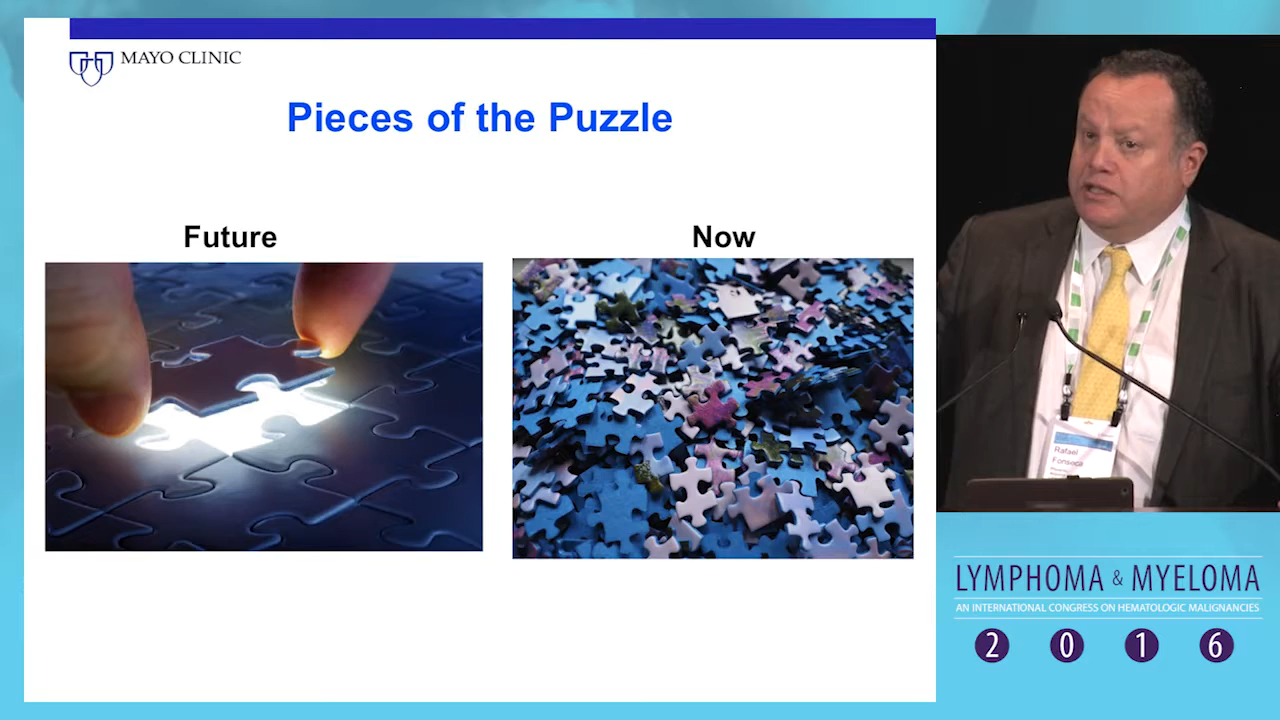 MAYO CLINIC
Pieces of the Puzzle
Future
Now
Rafael
Fonseca
LYMPHOMA & MYELOMA
AN INTERNATIONAL CONGRESS ON HEMATOLOGIC MALIGNANCIES
2 0 1 6